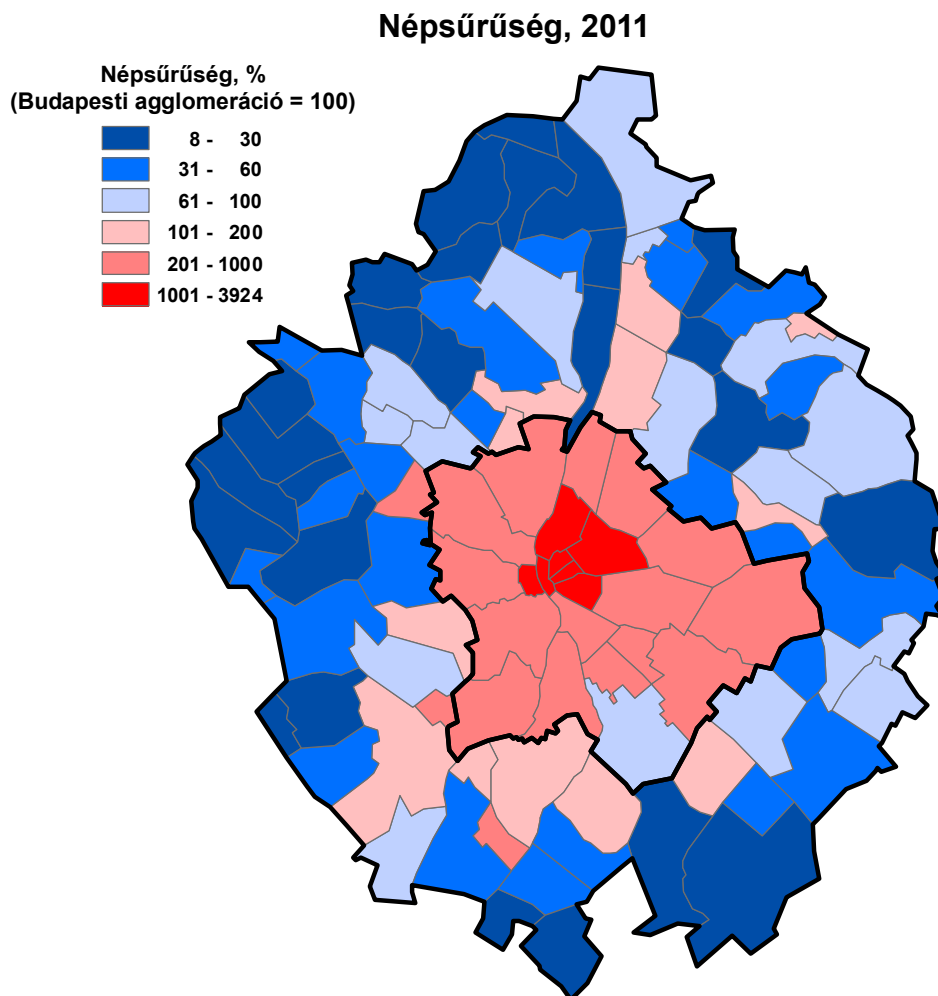 Népsűrűség, 2011
Népsűrűség, %
(Budapesti agglomeráció = 100)
8 - 30
31 - 60
61 - 100
101 - 200
201 - 1000
1001 - 3924